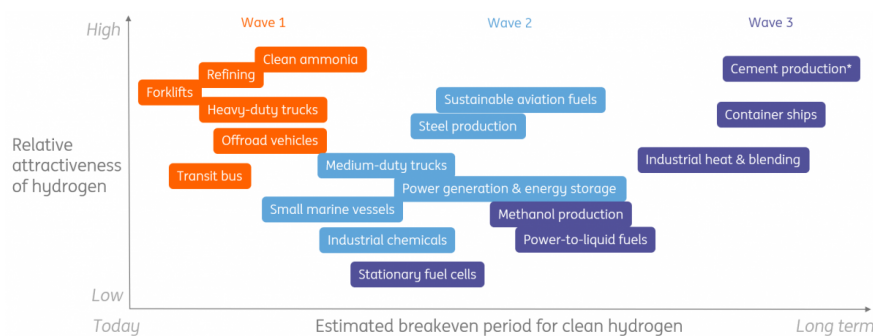 High
Wave 1
Wave 2
Wave 3
Clean ammonia
Cement production*
Refining
Forklifts
Sustainable aviation fuels
Heavy-duty trucks
Container ships
Steel production
Offroad vehicles
Relative
attractiveness
of hydrogen
Industrial heat & blending
Medium-duty trucks
Transit bus
Power generation & energy storage
Small marine vessels
Methanol production
Industrial chemicals
Power-to-liquid fuels
Stationary fuel cells
Low
Today
Estimated breakeven period for clean hydrogen
Long term